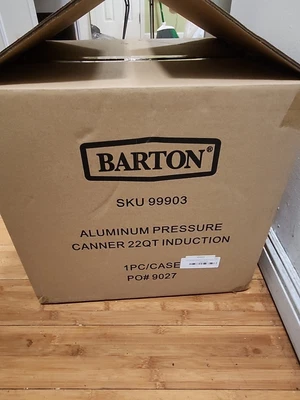 BARTON®
SKU 99903
ALUMINUM PRESSURE
CANNER 22QT INDUCTION
1PC/CASE
PO# 9027